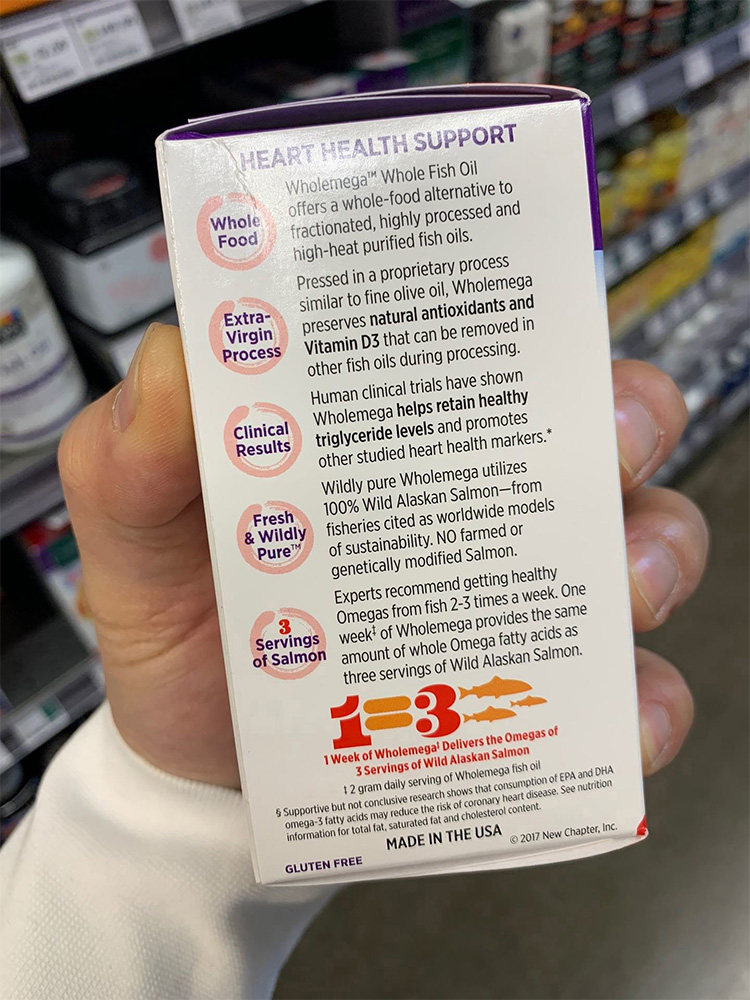 HEART HEALTH SUPPORT
Whole
Food
Wholemega™ Whole Fish Oil
offers a whole-food alternative to
fractionated, highly processed and
high-heat purified fish oils.
Extra-
Virgin
Process
Pressed in a proprietary process
similar to fine olive oil, Wholemega
preserves natural antioxidants and
Vitamin D3 that can be removed in
other fish oils during processing.
Clinical
Results
Human clinical trials have shown
Wholemega helps retain healthy
triglyceride levels and promotes
other studied heart health markers.*
Fresh
& Wildly
Pure™
Wildly pure Wholemega utilizes
100% Wild Alaskan Salmon—from
fisheries cited as worldwide models
of sustainability. NO farmed or
genetically modified Salmon.
3
Servings
of Salmon
Experts recommend getting healthy
Omegas from fish 2-3 times a week. One
week‡ of Wholemega provides the same
amount of whole Omega fatty acids as
three servings of Wild Alaskan Salmon.
1=3
1 Week of Wholemega‡ Delivers the Omegas of
3 Servings of Wild Alaskan Salmon
‡ 2 gram daily serving of Wholemega fish oil
§ Supportive but not conclusive research shows that consumption of EPA and DHA
omega-3 fatty acids may reduce the risk of coronary heart disease. See nutrition
information for total fat, saturated fat and cholesterol content.
MADE IN THE USA
© 2017 New Chapter, Inc.
GLUTEN FREE